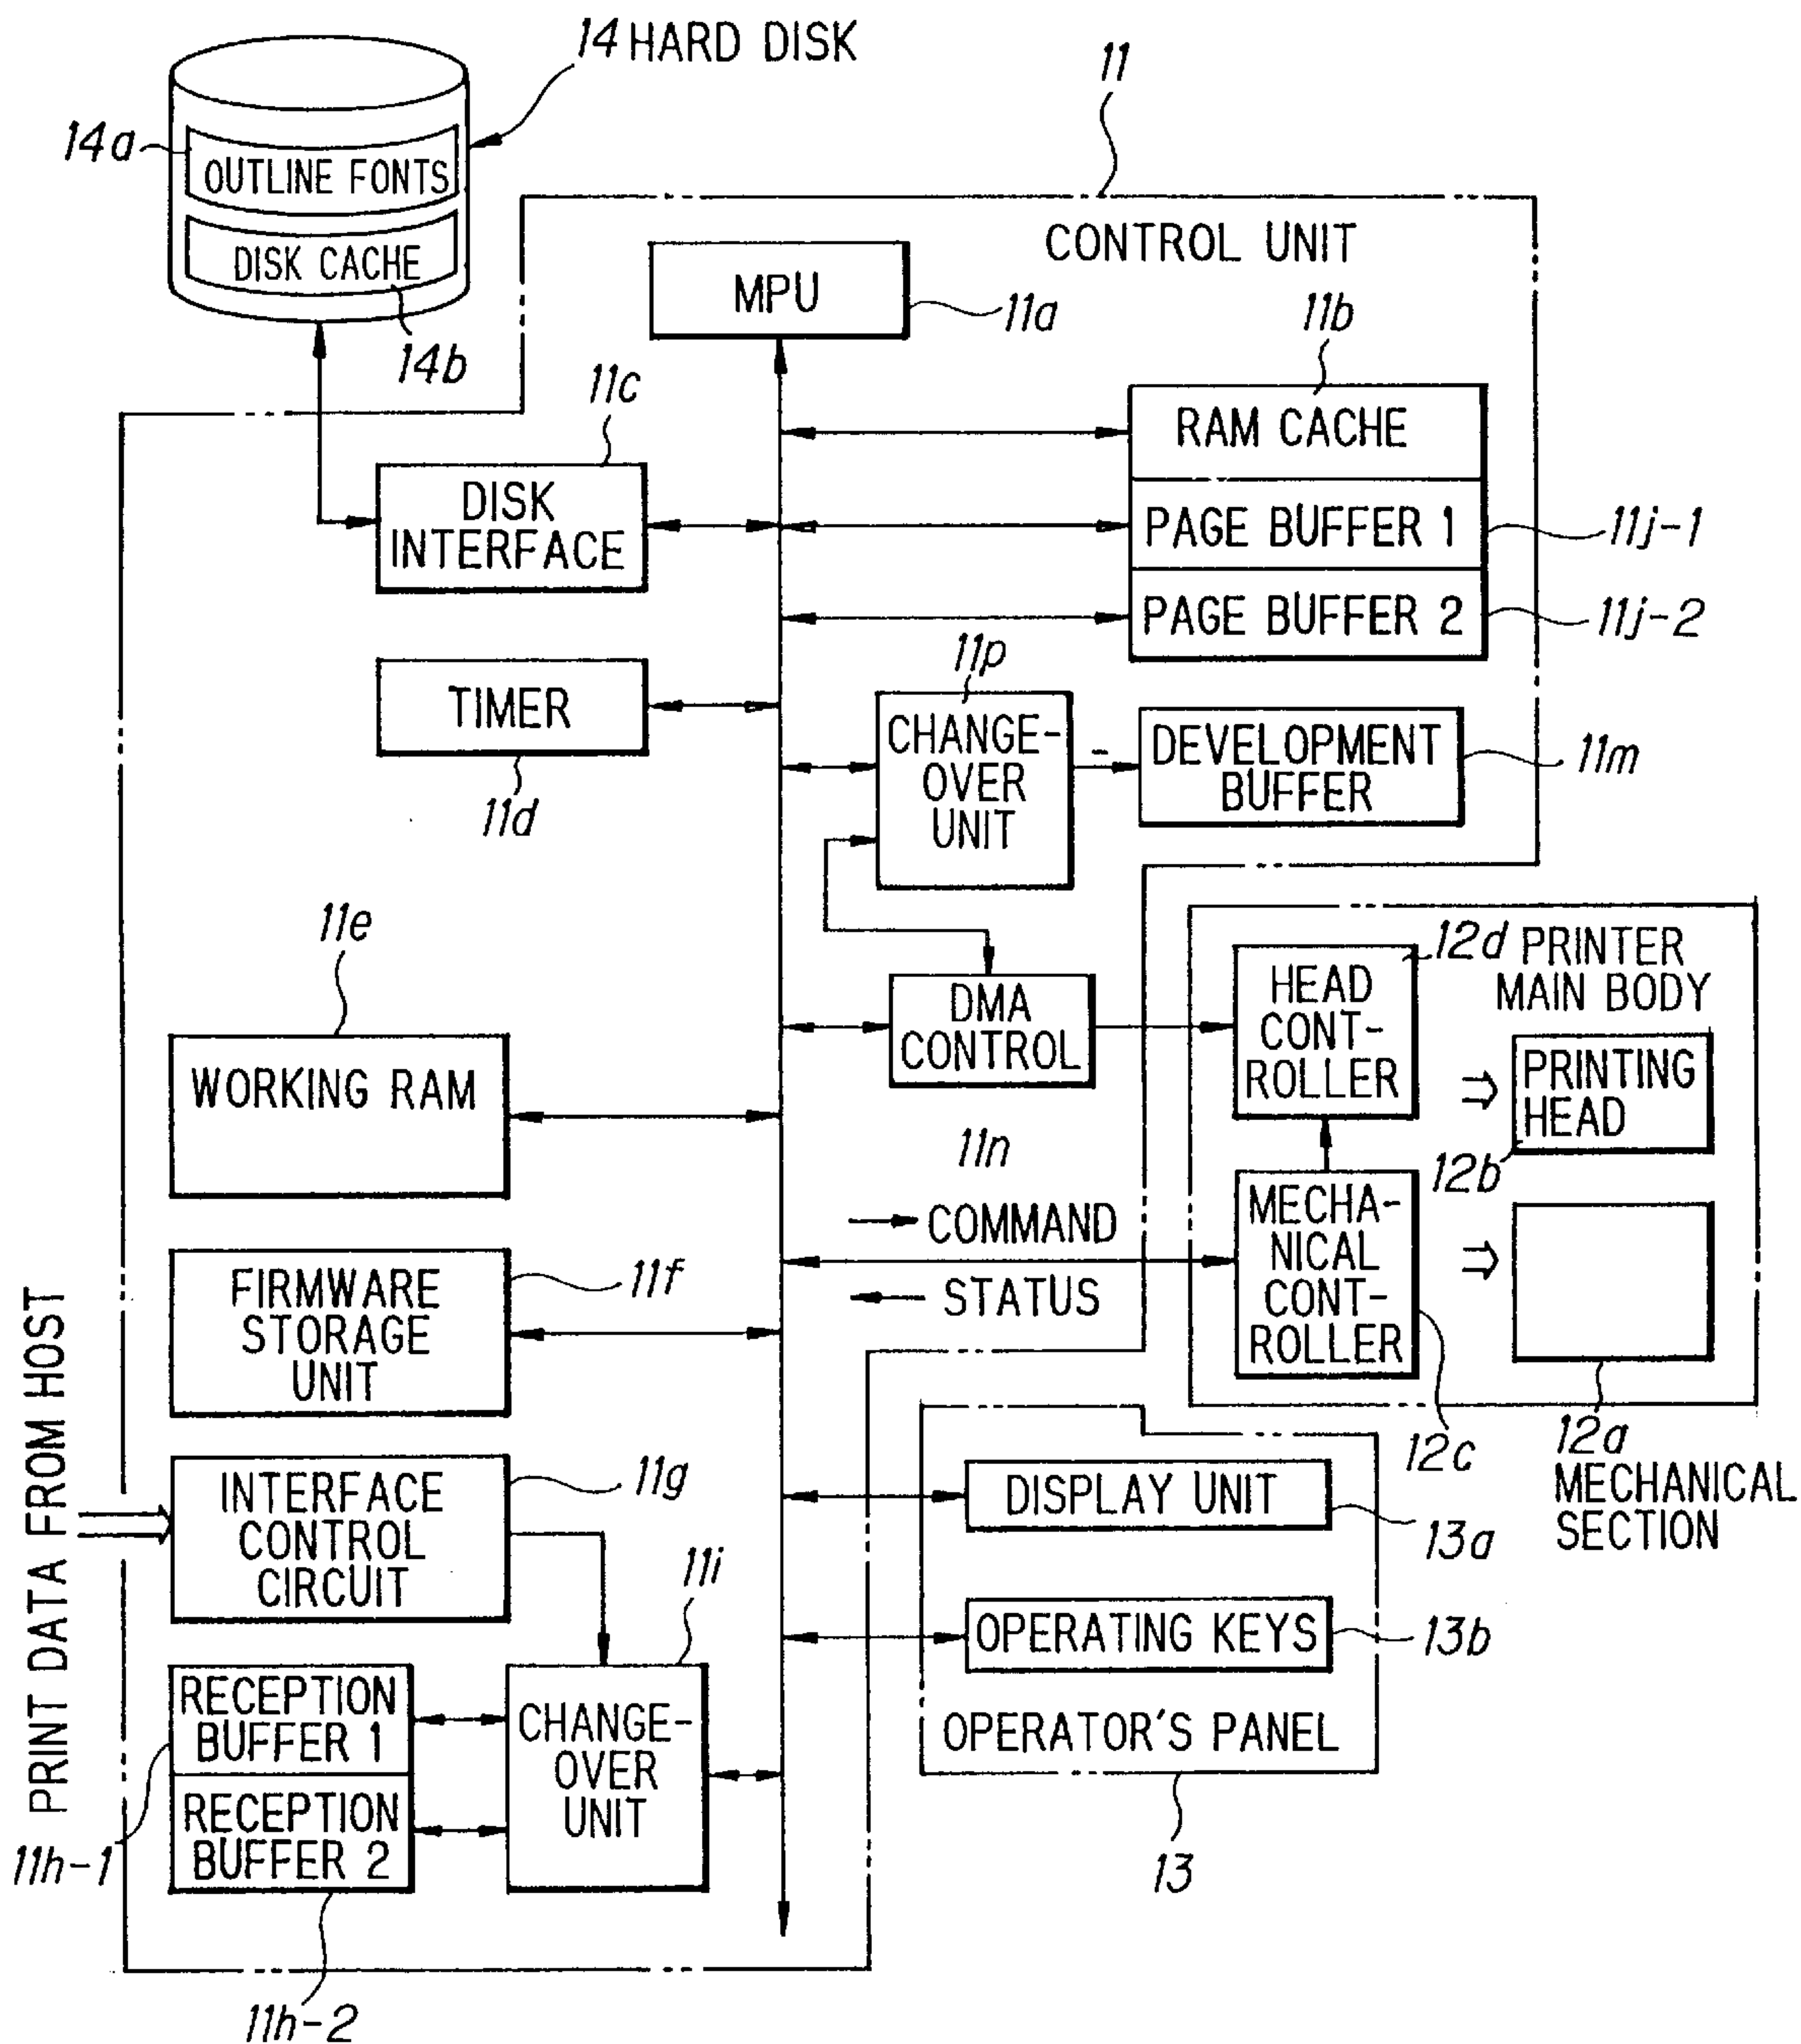 14 HARD DISK
14a
OUTLINE FONTS
DISK CACHE
14b
11
CONTROL UNIT
MPU
11a
11b
RAM CACHE
PAGE BUFFER 1
11j-1
PAGE BUFFER 2
11j-2
11c
DISK
INTERFACE
TIMER
11d
11p
CHANGE-
OVER
UNIT
DEVELOPMENT
BUFFER
11m
11e
WORKING RAM
DMA
CONTROL
11n
12d
PRINTER
MAIN BODY
HEAD
CONT-
ROLLER
PRINTING
HEAD
12b
COMMAND
STATUS
MECHA-
NICAL
CONT-
ROLLER
12c
12a
MECHANICAL
SECTION
FIRMWARE
STORAGE
UNIT
11f
PRINT DATA FROM HOST
INTERFACE
CONTROL
CIRCUIT
11g
11i
CHANGE-
OVER
UNIT
RECEPTION
BUFFER 1
RECEPTION
BUFFER 2
11h-1
11h-2
DISPLAY UNIT
13a
OPERATING KEYS
13b
OPERATOR'S PANEL
13